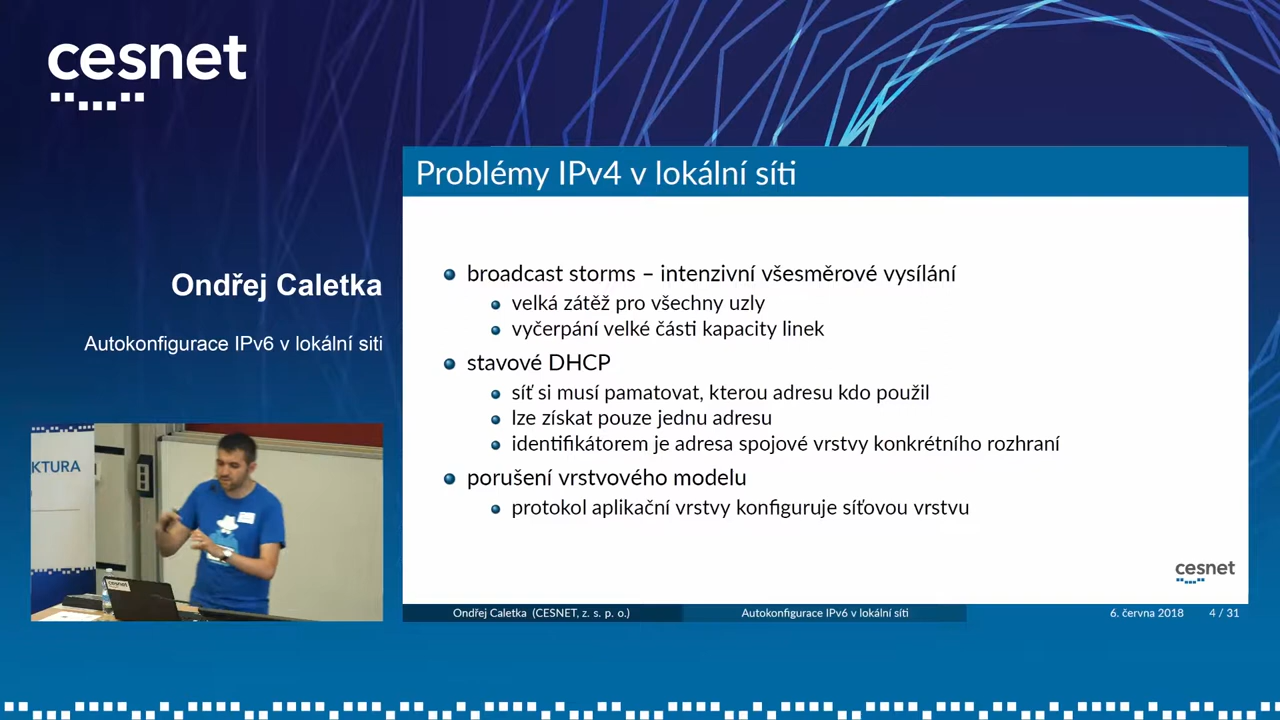 cesnet
Ondřej Caletka
Autokonfigurace IPv6 v lokální siti
KTURA
cesnet
Problémy IPv4 v lokální síti
broadcast storms – intenzivní všesměrové vysílání
velká zátěž pro všechny uzly
vyčerpání velké části kapacity linek
stavové DHCP
síť si musí pamatovat, kterou adresu kdo použil
lze získat pouze jednu adresu
identifikátorem je adresa spojové vrstvy konkrétního rozhraní
porušení vrstvového modelu
protokol aplikační vrstvy konfiguruje síťovou vrstvu
cesnet
Ondřej Caletka (CESNET, z. s. p. o.) Autokonfigurace IPv6 v lokální síti 6. června 2018 4 / 31